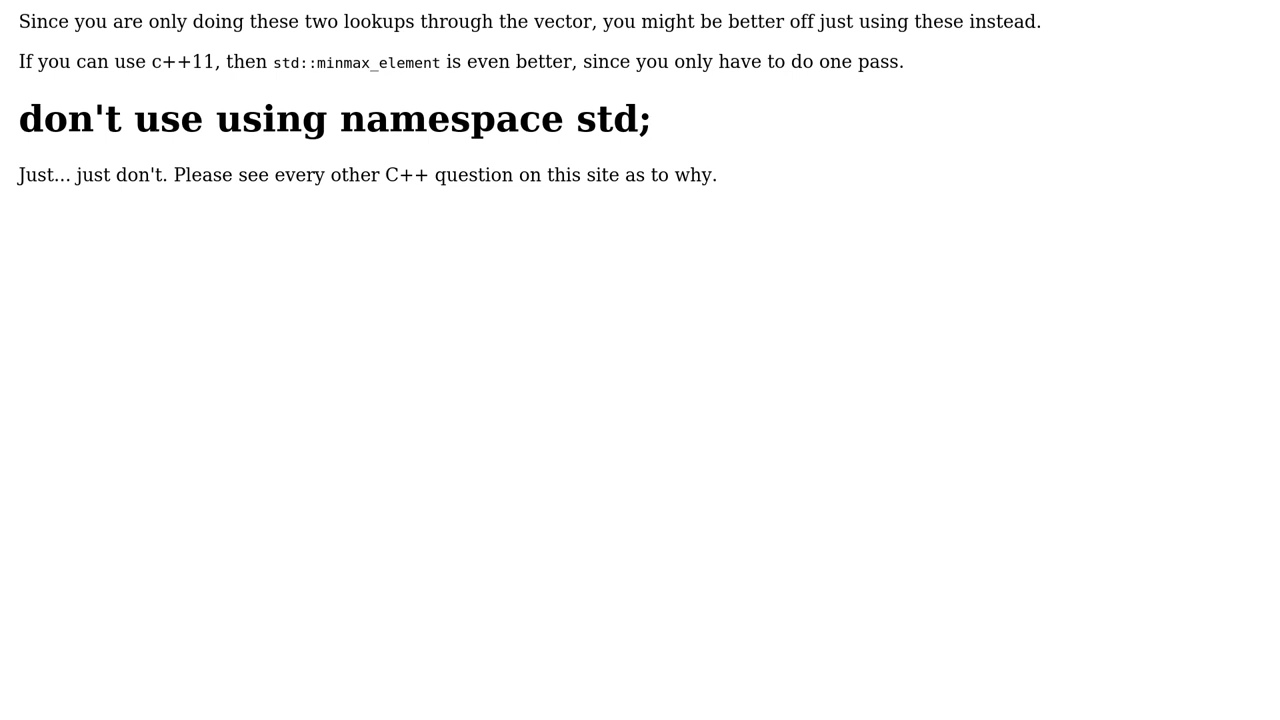 Since you are only doing these two lookups through the vector, you might be better off just using these instead.
If you can use c++11, then std::minmax_element is even better, since you only have to do one pass.
don't use using namespace std;
Just... just don't. Please see every other C++ question on this site as to why.